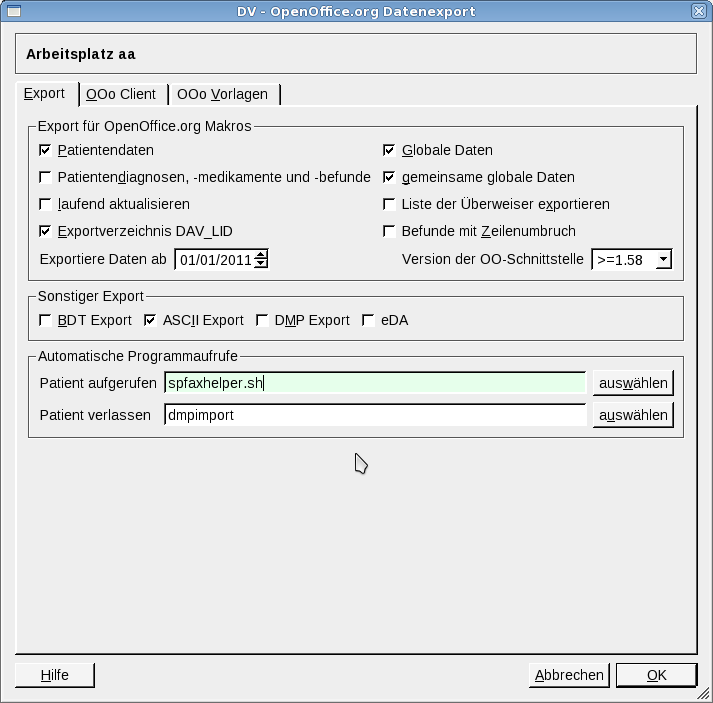 DV - OpenOffice.org Datenexport
Arbeitsplatz aa
Export OOo Client OOo Vorlagen
Export für OpenOffice.org Makros
Patientendaten Globale Daten
Patientendiagnosen, -medikamente und -befunde gemeinsame globale Daten
laufend aktualisieren Liste der Überweiser exportieren
Exportverzeichnis DAV_LID Befunde mit Zeilenumbruch
Exportiere Daten ab 01/01/2011 Version der OO-Schnittstelle >=1.58
Sonstiger Export
BDT Export ASCII Export DMP Export eDA
Automatische Programmaufrufe
Patient aufgerufen spfaxhelper.sh auswählen
Patient verlassen dmpimport auswählen
Hilfe Abbrechen OK